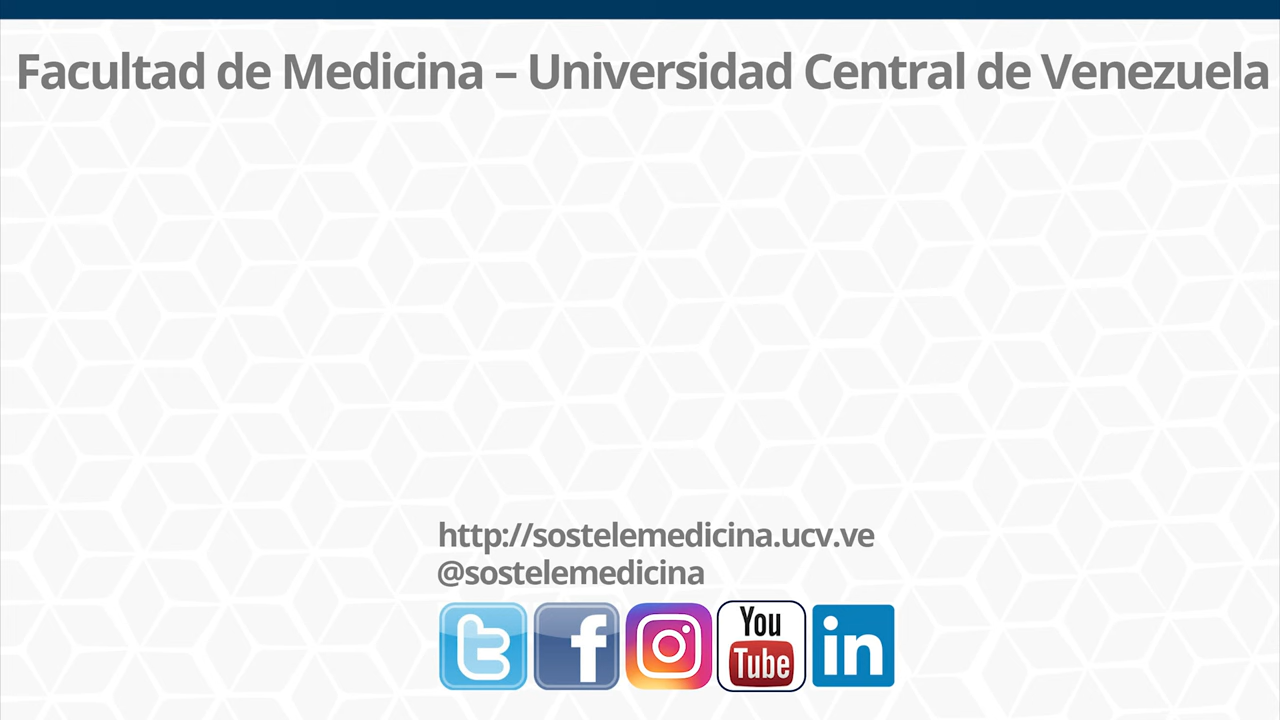 Facultad de Medicina – Universidad Central de Venezuela
http://sostelemedicina.ucv.ve
@sostelemedicina
You
Tube
in